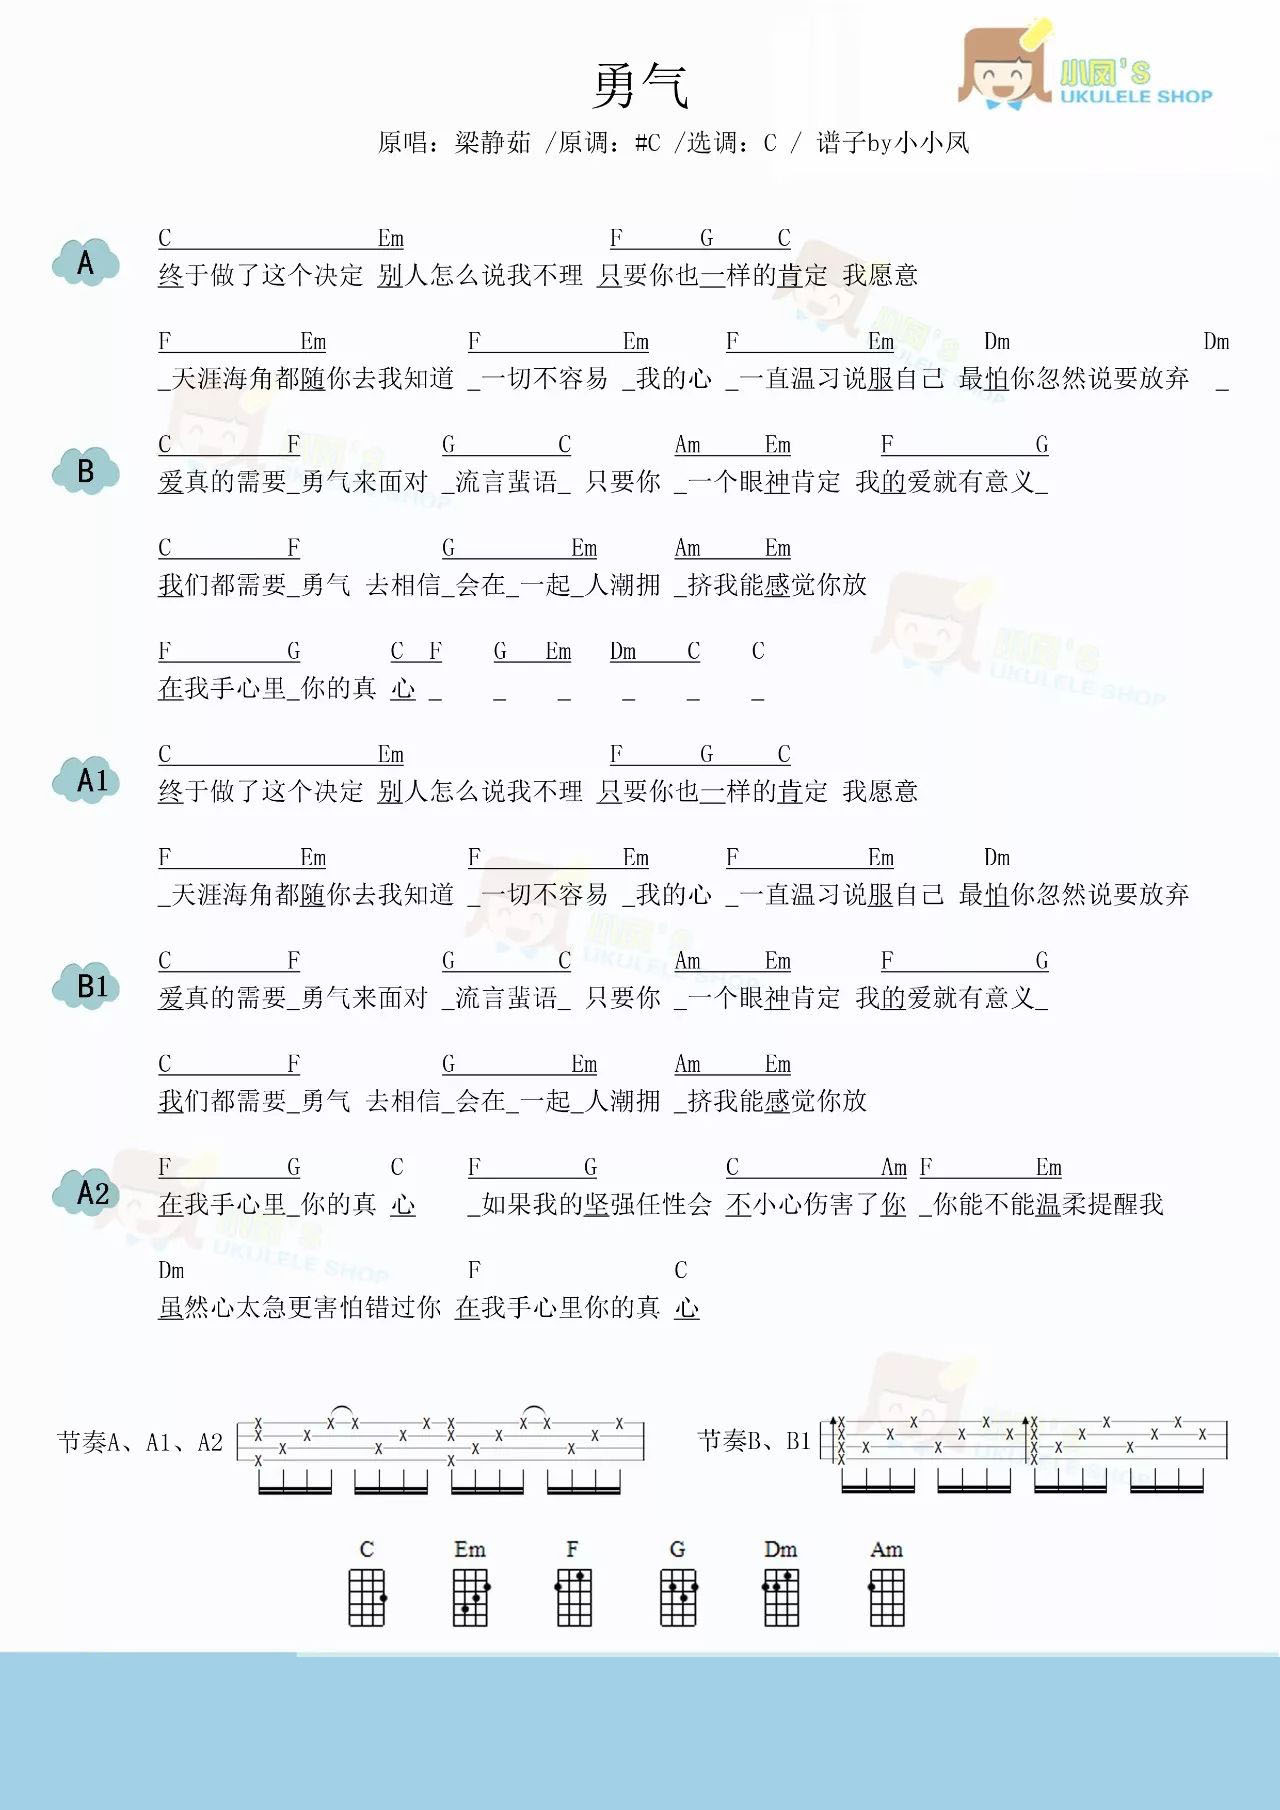 小凤'S
UKULELE SHOP
勇气
原唱：梁静茹 /原调：#C /选调：C / 谱子by小小凤
C Em F G C
A 终于做了这个决定 别人怎么说我不理 只要你也一样的肯定 我愿意
F Em F Em F Em Dm Dm
_天涯海角都随你去我知道 _一切不容易 _我的心 _一直温习说服自己 最怕你忽然说要放弃 _
C F G C Am Em F G
B 爱真的需要_勇气来面对 _流言蜚语_ 只要你 _一个眼神肯定 我的爱就有意义_
C F G Em Am Em
我们都需要_勇气 去相信_会在_一起_人潮拥 _挤我能感觉你放
F G C F G Em Dm C C
在我手心里_你的真 心 _ _ _ _ _ _
C Em F G C
A1 终于做了这个决定 别人怎么说我不理 只要你也一样的肯定 我愿意
F Em F Em F Em Dm
_天涯海角都随你去我知道 _一切不容易 _我的心 _一直温习说服自己 最怕你忽然说要放弃
C F G C Am Em F G
B1 爱真的需要_勇气来面对 _流言蜚语_ 只要你 _一个眼神肯定 我的爱就有意义_
C F G Em Am Em
我们都需要_勇气 去相信_会在_一起_人潮拥 _挤我能感觉你放
F G C F G C Am F Em
A2 在我手心里_你的真 心 _如果我的坚强任性会 不小心伤害了你 _你能不能温柔提醒我
Dm F C
虽然心太急更害怕错过你 在我手心里你的真 心
节奏A、A1、A2 节奏B、B1
C Em F G Dm Am